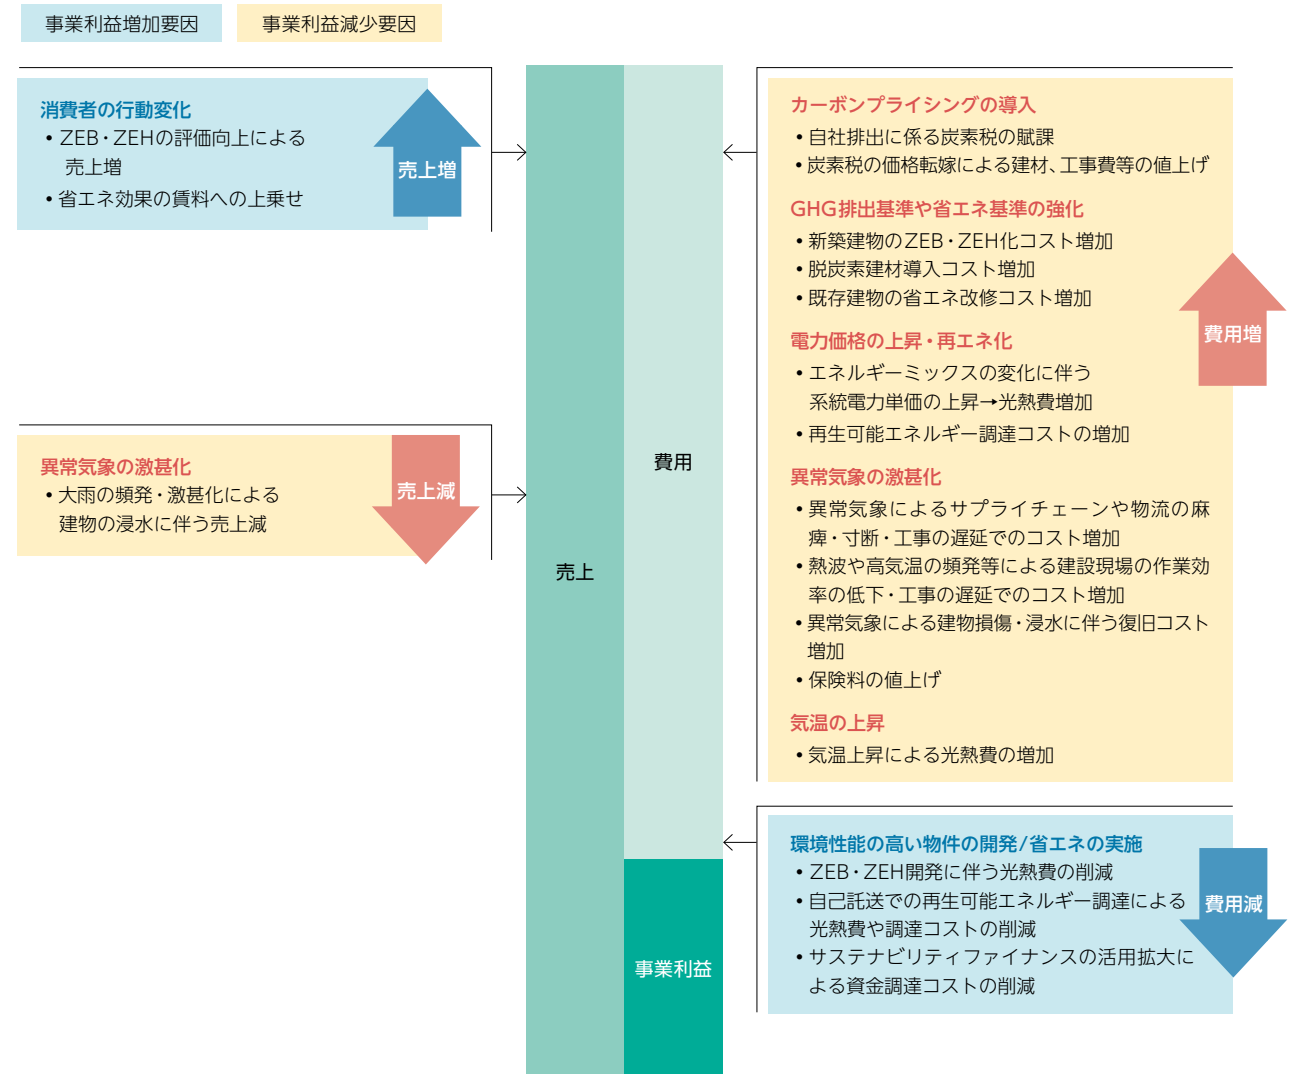 事業利益増加要因
事業利益減少要因
消費者の行動変化
• ZEB・ZEHの評価向上による
売上増
• 省エネ効果の賃料への上乗せ
売上増
異常気象の激甚化
• 大雨の頻発・激甚化による
建物の浸水に伴う売上減
売上減
売上
費用
事業利益
カーボンプライシングの導入
• 自社排出に係る炭素税の賦課
• 炭素税の価格転嫁による建材、工事費等の値上げ
GHG排出基準や省エネ基準の強化
• 新築建物のZEB・ZEH化コスト増加
• 脱炭素建材導入コスト増加
• 既存建物の省エネ改修コスト増加
電力価格の上昇・再エネ化
• エネルギーミックスの変化に伴う
系統電力単価の上昇→光熱費増加
• 再生可能エネルギー調達コストの増加
異常気象の激甚化
• 異常気象によるサプライチェーンや物流の麻
痺・寸断・工事の遅延でのコスト増加
• 熱波や高気温の頻発等による建設現場の作業効
率の低下・工事の遅延でのコスト増加
• 異常気象による建物損傷・浸水に伴う復旧コスト
増加
• 保険料の値上げ
気温の上昇
• 気温上昇による光熱費の増加
費用増
環境性能の高い物件の開発/省エネの実施
• ZEB・ZEH開発に伴う光熱費の削減
• 自己託送での再生可能エネルギー調達による
光熱費や調達コストの削減
• サステナビリティファイナンスの活用拡大に
よる資金調達コストの削減
費用減